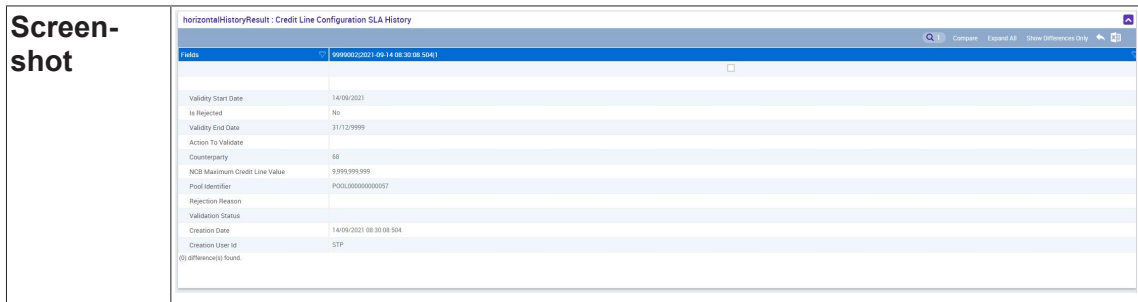 Screen-
shot
horizontalHistoryResult : Credit Line Configuration SLA History
Compare Expand All Show Differences Only
Fields 9999002|2021-09-14 08:30:08.504|1
Validity Start Date 14/09/2021
Is Rejected No
Validity End Date 31/12/9999
Action To Validate
Counterparty 68
NCB Maximum Credit Line Value 9,999,999,999
Pool Identifier POOL000000000057
Rejection Reason
Validation Status
Creation Date 14/09/2021 08:30:08:504
Creation User Id STP
(0) difference(s) found.